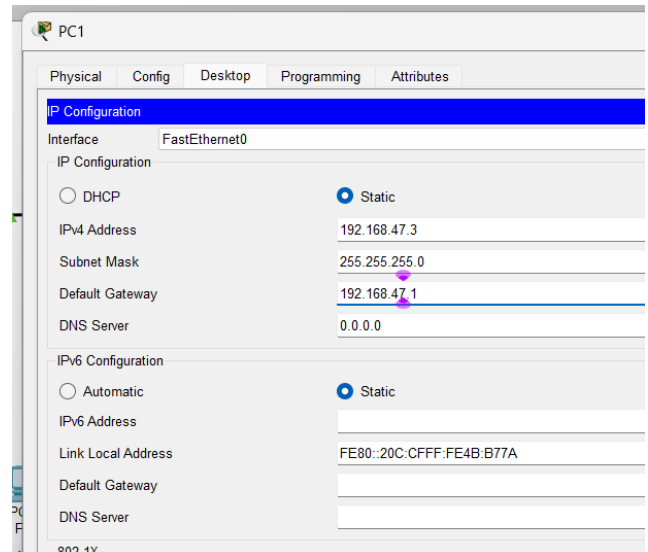 PC1
Physical Config Desktop Programming Attributes
IP Configuration
Interface FastEthernet0
IP Configuration
DHCP Static
IPv4 Address 192.168.47.3
Subnet Mask 255.255.255.0
Default Gateway 192.168.47.1
DNS Server 0.0.0.0
IPv6 Configuration
Automatic Static
IPv6 Address
Link Local Address FE80::20C:CFFF:FE4B:B77A
Default Gateway
DNS Server
802.1X